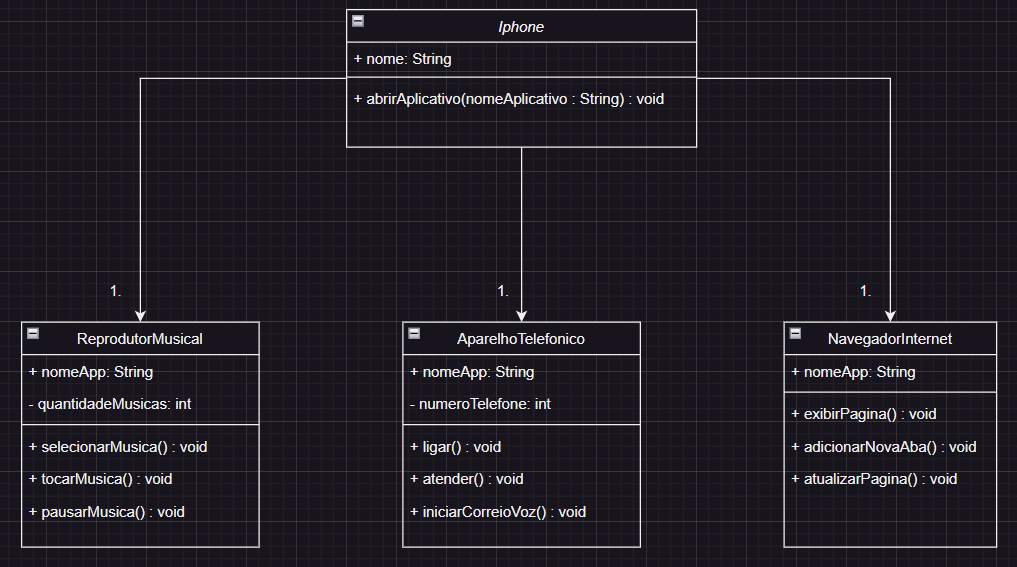 Iphone
+ nome: String
+ abrirAplicativo(nomeAplicativo : String) : void
1.
1.
1.
ReprodutorMusical
+ nomeApp: String
- quantidadeMusicas: int
+ selecionarMusica() : void
+ tocarMusica() : void
+ pausarMusica() : void
AparelhoTelefonico
+ nomeApp: String
- numeroTelefone: int
+ ligar() : void
+ atender() : void
+ iniciarCorreioVoz() : void
NavegadorInternet
+ nomeApp: String
+ exibirPagina() : void
+ adicionarNovaAba() : void
+ atualizarPagina() : void